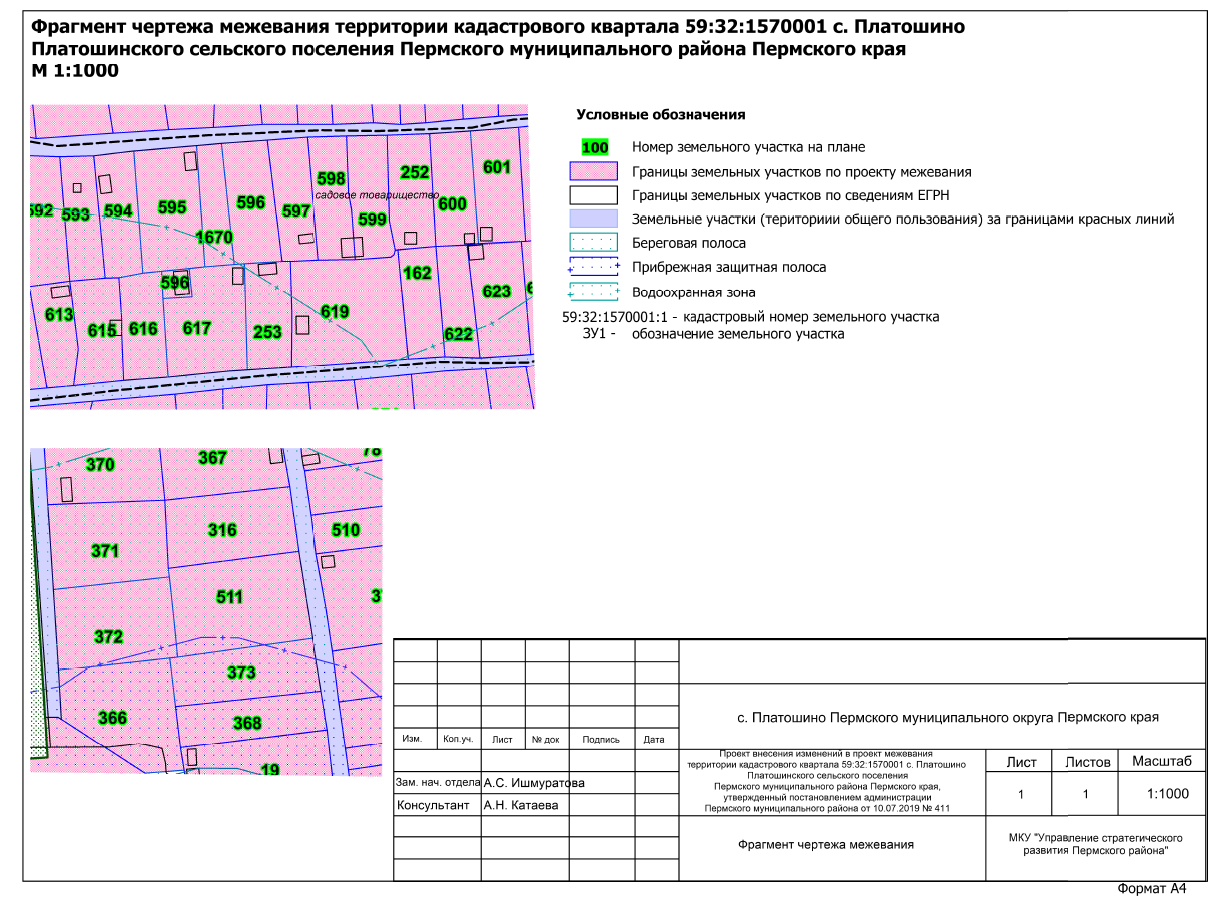 Фрагмент чертежа межевания территории кадастрового квартала 59:32:1570001 с. Платошино
Платошинского сельского поселения Пермского муниципального района Пермского края
М 1:1000
Условные обозначения
100 Номер земельного участка на плане
Границы земельных участков по проекту межевания
Границы земельных участков по сведениям ЕГРН
Земельные участки (териториии общего пользования) за границами красных линий
Береговая полоса
Прибрежная защитная полоса
Водоохранная зона
59:32:1570001:1 - кадастровый номер земельного участка
ЗУ1 - обозначение земельного участка
598 252 601
садовое товарищество
592 593 594 595 596 597 599 600
1670
596 162
613 615 616 617 253 619 623 622
370 367 78
371 316 510
511
372
373
366 368
19
с. Платошино Пермского муниципального округа Пермского края
Изм. Кол.уч. Лист № док Подпись Дата
Проект внесения изменений в проект межевания
территории кадастрового квартала 59:32:1570001 с. Платошино
Платошинского сельского поселения
Пермского муниципального района Пермского края,
утвержденный постановлением администрации
Пермского муниципального района от 10.07.2019 № 411
Лист Листов Масштаб
1 1 1:1000
Зам. нач. отдела А.С. Ишмуратова
Консультант А.Н. Катаева
Фрагмент чертежа межевания
МКУ "Управление стратегического
развития Пермского района"
Формат А4